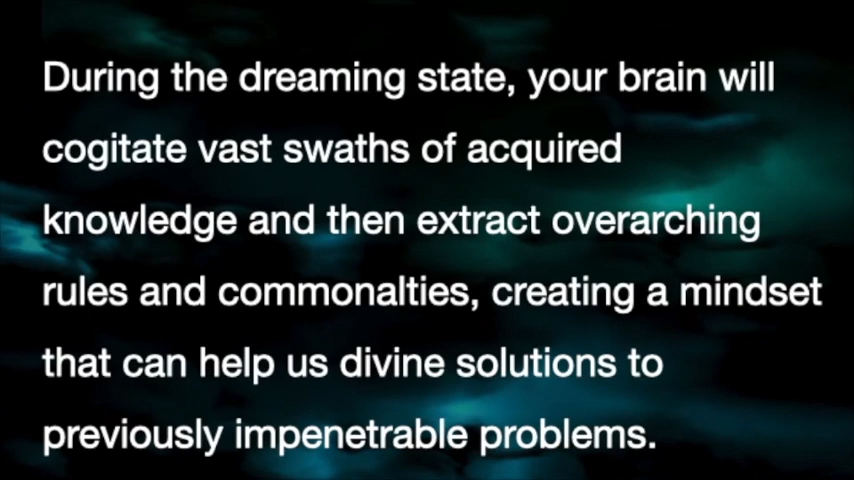 During the dreaming state, your brain will
cogitate vast swaths of acquired
knowledge and then extract overarching
rules and commonalties, creating a mindset
that can help us divine solutions to
previously impenetrable problems.